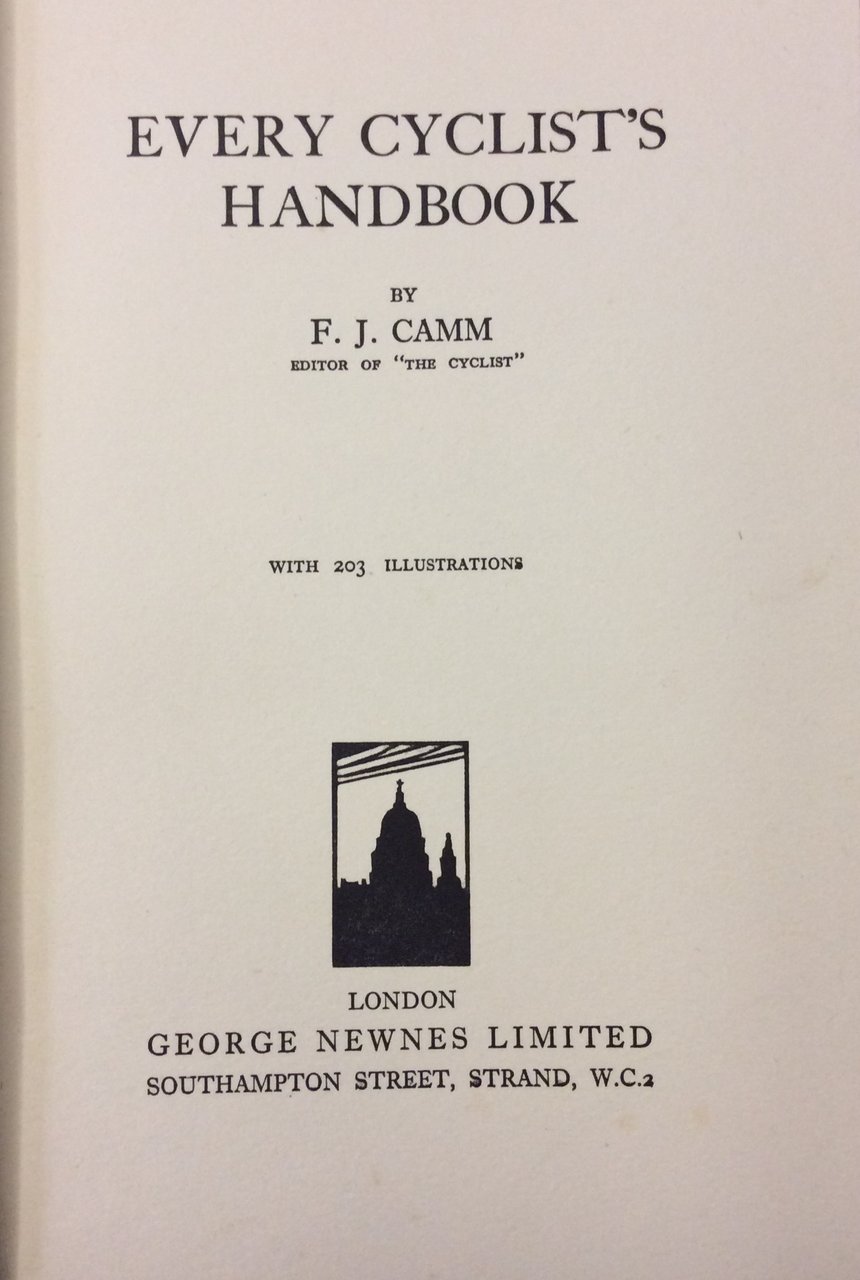 EVERY CYCLIST'S
HANDBOOK
BY
F. J. CAMM
EDITOR OF "THE CYCLIST"
WITH 203 ILLUSTRATIONS
LONDON
GEORGE NEWNES LIMITED
SOUTHAMPTON STREET, STRAND, W.C.2